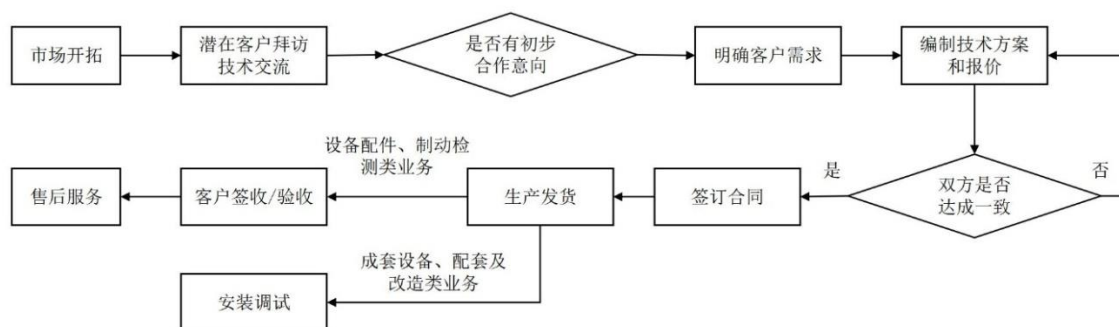 市场开拓
潜在客户拜访
技术交流
是否有初步
合作意向
明确客户需求
编制技术方案
和报价
设备配件、制动检
测类业务
售后服务
客户签收/验收
生产发货
签订合同
是
双方是否
达成一致
否
成套设备、配套及
改造类业务
安装调试